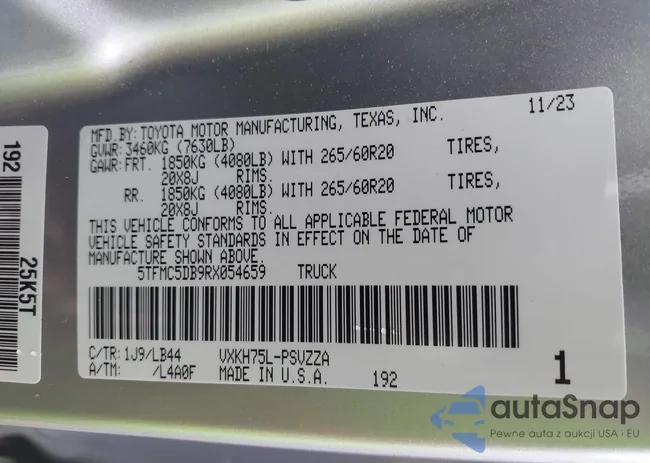 11/23
MFD.BY: TOYOTA MOTOR MANUFACTURING, TEXAS, INC.
GVWR: 3460KG (7630LB)
GAWR: FRT. 1850KG (4080LB) WITH 265/60R20 TIRES,
20X8J RIMS.
RR. 1850KG (4080LB) WITH 265/60R20 TIRES,
20X8J RIMS.
THIS VEHICLE CONFORMS TO ALL APPLICABLE FEDERAL MOTOR
VEHICLE SAFETY STANDARDS IN EFFECT ON THE DATE OF
MANUFACTURE SHOWN ABOVE.
5TFMC5DB9RX054659 TRUCK
C/TR: 1J9/LB44 VXKH75L-PSVZZA
A/TM: /L4A0F MADE IN U.S.A. 192 1
192
25K5T
autaSnap
Pewne auta z aukcji USA i EU